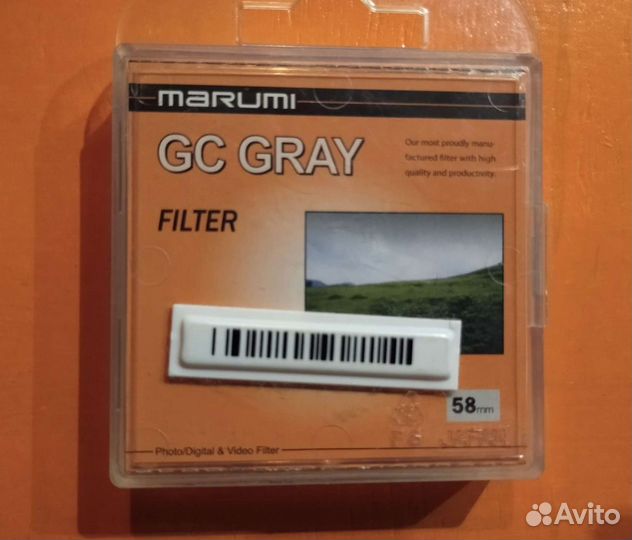 marumi
GC GRAY
Our most proudly manu-
factured filter with high
quality and productivity.
FILTER
58mm
Photo/Digital & Video Filter
Avito